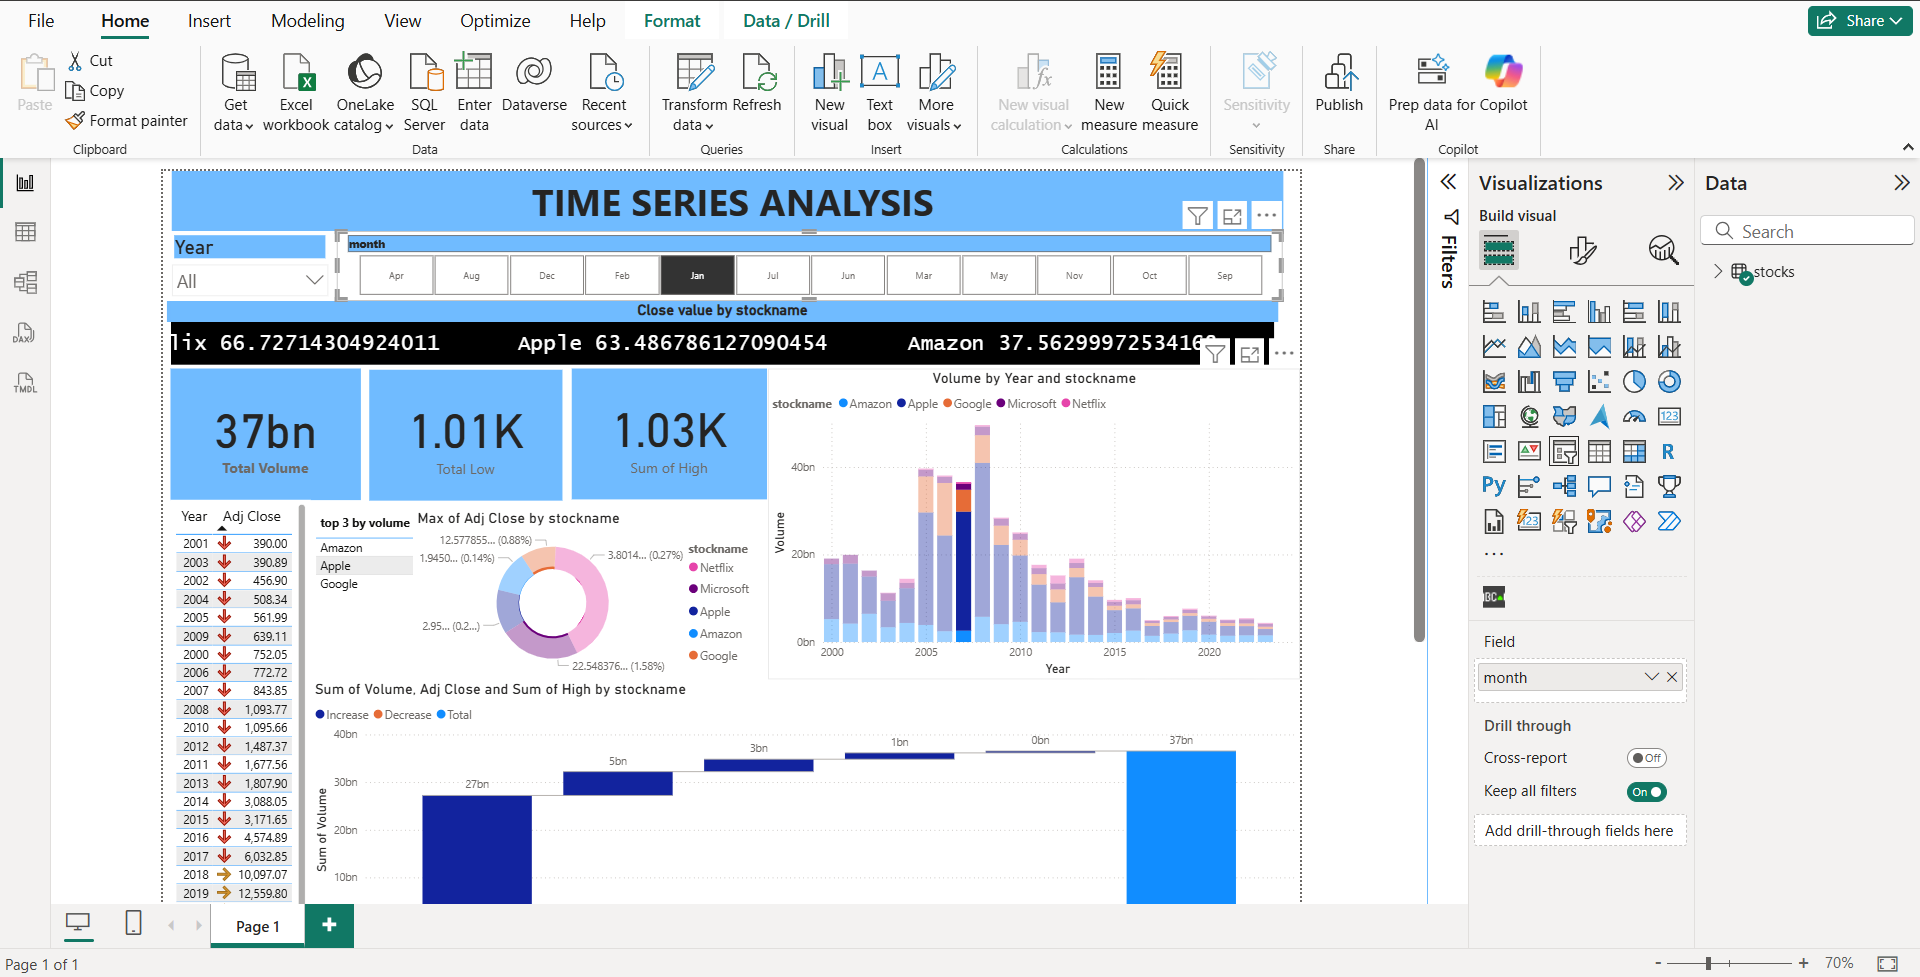 File Home Insert Modeling View Optimize Help Format Data / Drill Share
Paste Cut Copy Format painter
Clipboard
Get data Excel workbook OneLake catalog SQL Server Enter data Dataverse Recent sources
Data
Transform data Refresh
Queries
New visual Text box More visuals
Insert
New visual calculation New measure Quick measure
Calculations
Sensitivity
Sensitivity
Publish
Share
Prep data for AI Copilot
Copilot
DAX
TMDL
TIME SERIES ANALYSIS
Year
All
month
Apr Aug Dec Feb Jan Jul Jun Mar May Nov Oct Sep
Close value by stockname
lix 66.72714304924011 Apple 63.486786127090454 Amazon 37.5629997253416
37bn
Total Volume
1.01K
Total Low
1.03K
Sum of High
Volume by Year and stockname
stockname Amazon Apple Google Microsoft Netflix
Volume
40bn
20bn
0bn
2000 2005 2010 2015 2020
Year
Year Adj Close
2001 390.00
2003 390.89
2002 456.90
2004 508.34
2005 561.99
2009 639.11
2000 752.05
2006 772.72
2007 843.85
2008 1,093.77
2010 1,095.66
2012 1,487.37
2011 1,677.56
2013 1,807.90
2014 3,088.05
2015 3,171.65
2016 4,574.89
2017 6,032.85
2018 10,097.07
2019 12,559.80
top 3 by volume
Amazon
Apple
Google
Max of Adj Close by stockname
12.577855... (0.88%)
1.9450... (0.14%)
3.8014... (0.27%)
2.95... (0.2...)
22.548376... (1.58%)
stockname
Netflix
Microsoft
Apple
Amazon
Google
Sum of Volume, Adj Close and Sum of High by stockname
Increase Decrease Total
Sum of Volume
40bn
30bn
20bn
10bn
27bn 5bn 3bn 1bn 0bn 37bn
Filters
Visualizations
Build visual
123
R
Py
123
...
BC
Field
month
Drill through
Cross-report Off
Keep all filters On
Add drill-through fields here
Data
Search
stocks
Page 1
Page 1 of 1
- + 70%